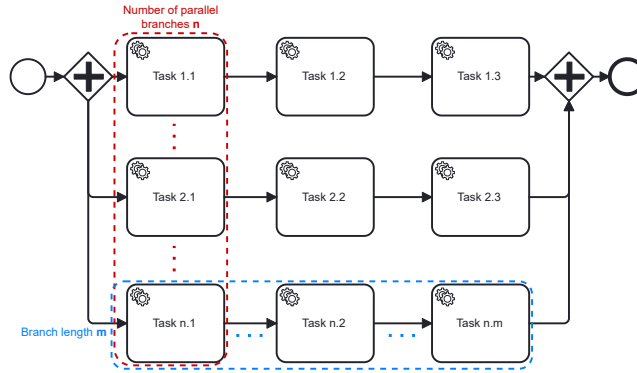 Number of parallel
branches n
Task 1.1
Task 1.2
Task 1.3
Task 2.1
Task 2.2
Task 2.3
Branch length m
Task n.1
Task n.2
Task n.m